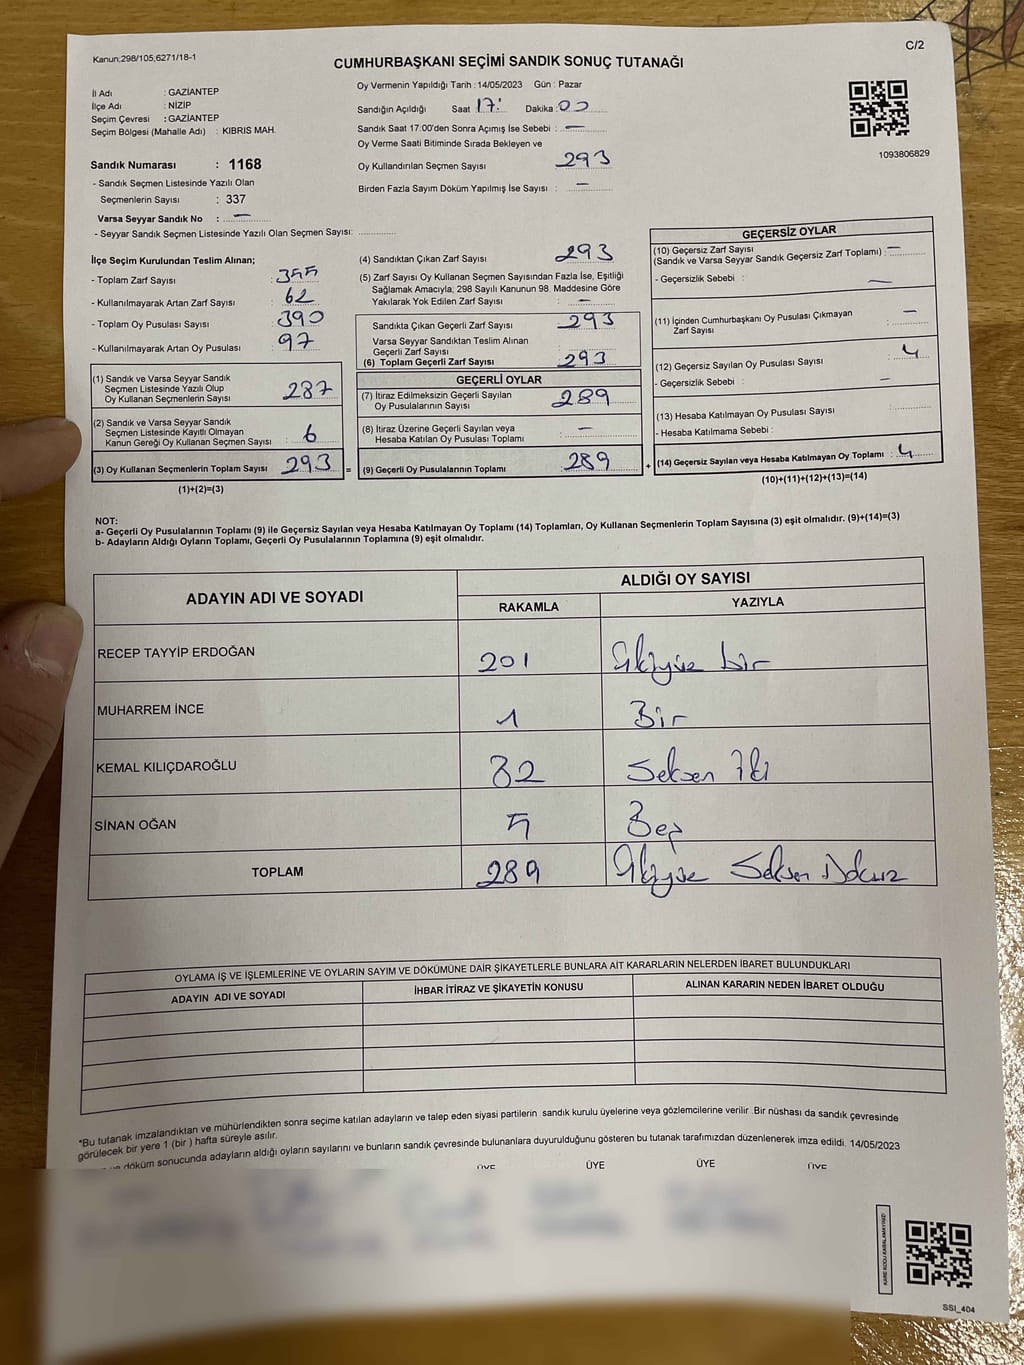 Kanun;298/105;6271/18-1
C/2
CUMHURBAŞKANI SEÇİMİ SANDIK SONUÇ TUTANAĞI
İl Adı : GAZİANTEP
İlçe Adı : NİZİP
Seçim Çevresi : GAZİANTEP
Seçim Bölgesi (Mahalle Adı) : KIBRIS MAH.
Sandık Numarası : 1168
- Sandık Seçmen Listesinde Yazılı Olan
Seçmenlerin Sayısı : 337
Varsa Seyyar Sandık No : —
- Seyyar Sandık Seçmen Listesinde Yazılı Olan Seçmen Sayısı:
Oy Vermenin Yapıldığı Tarih : 14/05/2023 Gün : Pazar
Sandığın Açıldığı Saat 17: Dakika : 00
Sandık Saat 17:00'den Sonra Açımış İse Sebebi : —
Oy Verme Saati Bitiminde Sırada Bekleyen ve
Oy Kullandırılan Seçmen Sayısı 293
Birden Fazla Sayım Döküm Yapılmış İse Sayısı : —
1093806829
İlçe Seçim Kurulundan Teslim Alınan;
- Toplam Zarf Sayısı : 355
- Kullanılmayarak Artan Zarf Sayısı : 62
- Toplam Oy Pusulası Sayısı : 390
- Kullanılmayarak Artan Oy Pusulası : 97
(1) Sandık ve Varsa Seyyar Sandık
Seçmen Listesinde Yazılı Olup
Oy Kullanan Seçmenlerin Sayısı : 287
(2) Sandık ve Varsa Seyyar Sandık
Seçmen Listesinde Kayıtlı Olmayan
Kanun Gereği Oy Kullanan Seçmen Sayısı : 6
(3) Oy Kullanan Seçmenlerin Toplam Sayısı : 293 =
(1)+(2)=(3)
(4) Sandıktan Çıkan Zarf Sayısı 293
(5) Zarf Sayısı Oy Kullanan Seçmen Sayısından Fazla İse, Eşitliği
Sağlamak Amacıyla; 298 Sayılı Kanunun 98. Maddesine Göre
Yakılarak Yok Edilen Zarf Sayısı : —
Sandıkta Çıkan Geçerli Zarf Sayısı 293
Varsa Seyyar Sandıktan Teslim Alınan
Geçerli Zarf Sayısı
(6) Toplam Geçerli Zarf Sayısı : 293
GEÇERLİ OYLAR
(7) İtiraz Edilmeksizin Geçerli Sayılan
Oy Pusulalarının Sayısı 289
(8) İtiraz Üzerine Geçerli Sayılan veya
Hesaba Katılan Oy Pusulası Toplamı : —
(9) Geçerli Oy Pusulalarının Toplamı : 289 +
GEÇERSİZ OYLAR
(10) Geçersiz Zarf Sayısı
(Sandık ve Varsa Seyyar Sandık Geçersiz Zarf Toplamı) : —
- Geçersizlik Sebebi : —
(11) İçinden Cumhurbaşkanı Oy Pusulası Çıkmayan
Zarf Sayısı : —
(12) Geçersiz Sayılan Oy Pusulası Sayısı : 4
- Geçersizlik Sebebi : —
(13) Hesaba Katılmayan Oy Pusulası Sayısı :
- Hesaba Katılmama Sebebi :
(14) Geçersiz Sayılan veya Hesaba Katılmayan Oy Toplamı : 4
(10)+(11)+(12)+(13)=(14)
NOT:
a- Geçerli Oy Pusulalarının Toplamı (9) ile Geçersiz Sayılan veya Hesaba Katılmayan Oy Toplamı (14) Toplamları, Oy Kullanan Seçmenlerin Toplam Sayısına (3) eşit olmalıdır. (9)+(14)=(3)
b- Adayların Aldığı Oyların Toplamı, Geçerli Oy Pusulalarının Toplamına (9) eşit olmalıdır.
ADAYIN ADI VE SOYADI
ALDIĞI OY SAYISI
RAKAMLA YAZIYLA
RECEP TAYYİP ERDOĞAN 201 İkiyüz bir
MUHARREM İNCE 1 Bir
KEMAL KILIÇDAROĞLU 82 Seksen İki
SİNAN OĞAN 5 Beş
TOPLAM 289 İkiyüz Seksen Dokuz
OYLAMA İŞ VE İŞLEMLERİNE VE OYLARIN SAYIM VE DÖKÜMÜNE DAİR ŞİKAYETLERLE BUNLARA AİT KARARLARIN NELERDEN İBARET BULUNDUKLARI
ADAYIN ADI VE SOYADI İHBAR İTİRAZ VE ŞİKAYETİN KONUSU ALINAN KARARIN NEDEN İBARET OLDUĞU
*Bu tutanak imzalandıktan ve mühürlendikten sonra seçime katılan adayların ve talep eden siyasi partilerin sandık kurulu üyelerine veya gözlemcilerine verilir. Bir nüshası da sandık çevresinde
görülecek bir yere 1 (bir ) hafta süreyle asılır.
döküm sonucunda adayların aldığı oyların sayılarını ve bunların sandık çevresinde bulunanlara duyurulduğunu gösteren bu tutanak tarafımızdan düzenlenerek imza edildi. 14/05/2023
ÜYE ÜYE ÜYE ÜYE
KARE KODU KARALAMAYINIZ!
SSI_404